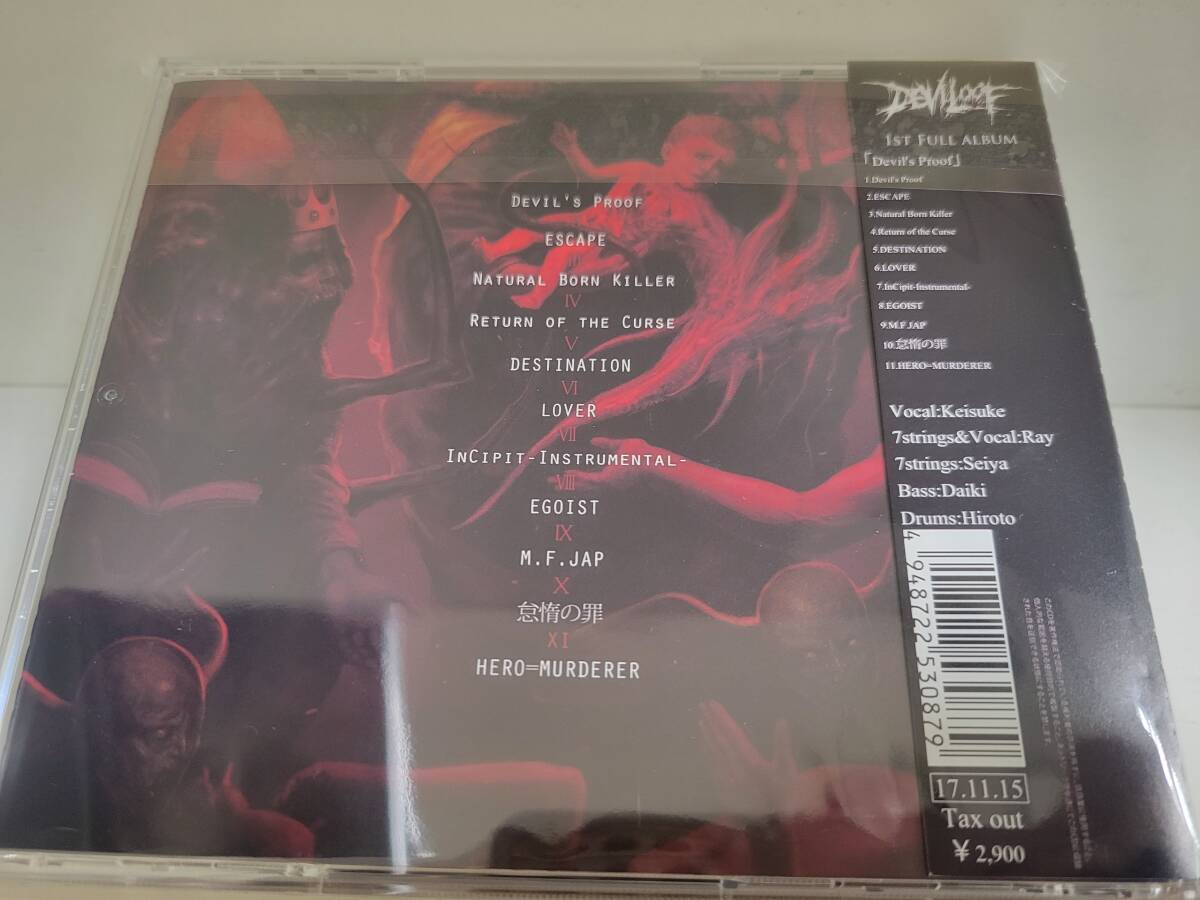 DEVIL'S PROOF
ESCAPE
NATURAL BORN KILLER
IV
RETURN OF THE CURSE
V
DESTINATION
VI
LOVER
VII
INCIPIT-INSTRUMENTAL-
VIII
EGOIST
IX
M.F.JAP
X
怠惰の罪
XI
HERO=MURDERER
DEVILOOF
1ST FULL ALBUM
「Devil's Proof」
1.Devil's Proof
2.ESCAPE
3.Natural Born Killer
4.Return of the Curse
5.DESTINATION
6.LOVER
7.InCipit-Instrumental-
8.EGOIST
9.M.F.JAP
10.怠惰の罪
11.HERO=MURDERER
Vocal:Keisuke
7strings&Vocal:Ray
7strings:Seiya
Bass:Daiki
Drums:Hiroto
4 948722 530879
17.11.15
Tax out
¥ 2,900